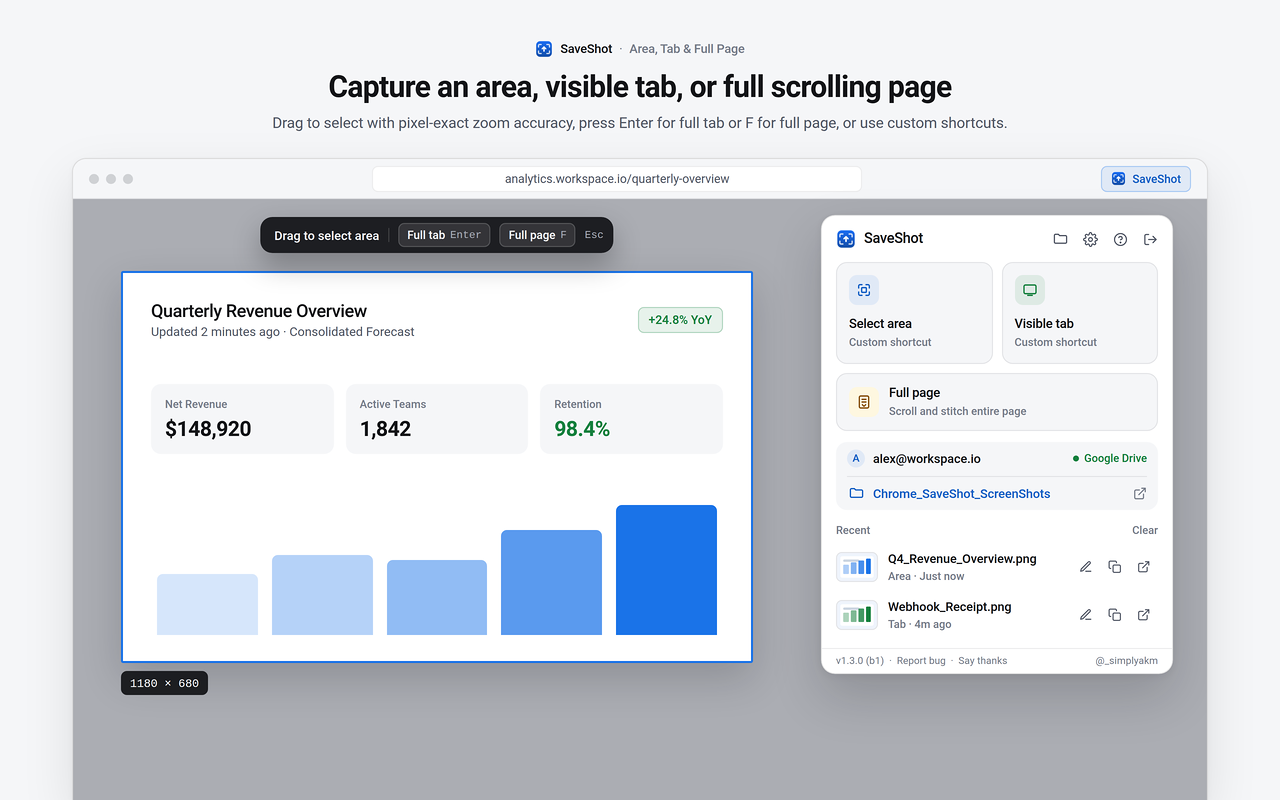 SaveShot · Area, Tab & Full Page
Capture an area, visible tab, or full scrolling page
Drag to select with pixel-exact zoom accuracy, press Enter for full tab or F for full page, or use custom shortcuts.
analytics.workspace.io/quarterly-overview
SaveShot
Drag to select area
Full tab Enter
Full page F
Esc
Quarterly Revenue Overview
Updated 2 minutes ago · Consolidated Forecast
+24.8% YoY
Net Revenue
$148,920
Active Teams
1,842
Retention
98.4%
1180 × 680
SaveShot
Select area
Custom shortcut
Visible tab
Custom shortcut
Full page
Scroll and stitch entire page
A alex@workspace.io
Google Drive
Chrome_SaveShot_ScreenShots
Recent
Clear
Q4_Revenue_Overview.png
Area · Just now
Webhook_Receipt.png
Tab · 4m ago
v1.3.0 (b1) · Report bug · Say thanks
@_simplyakm